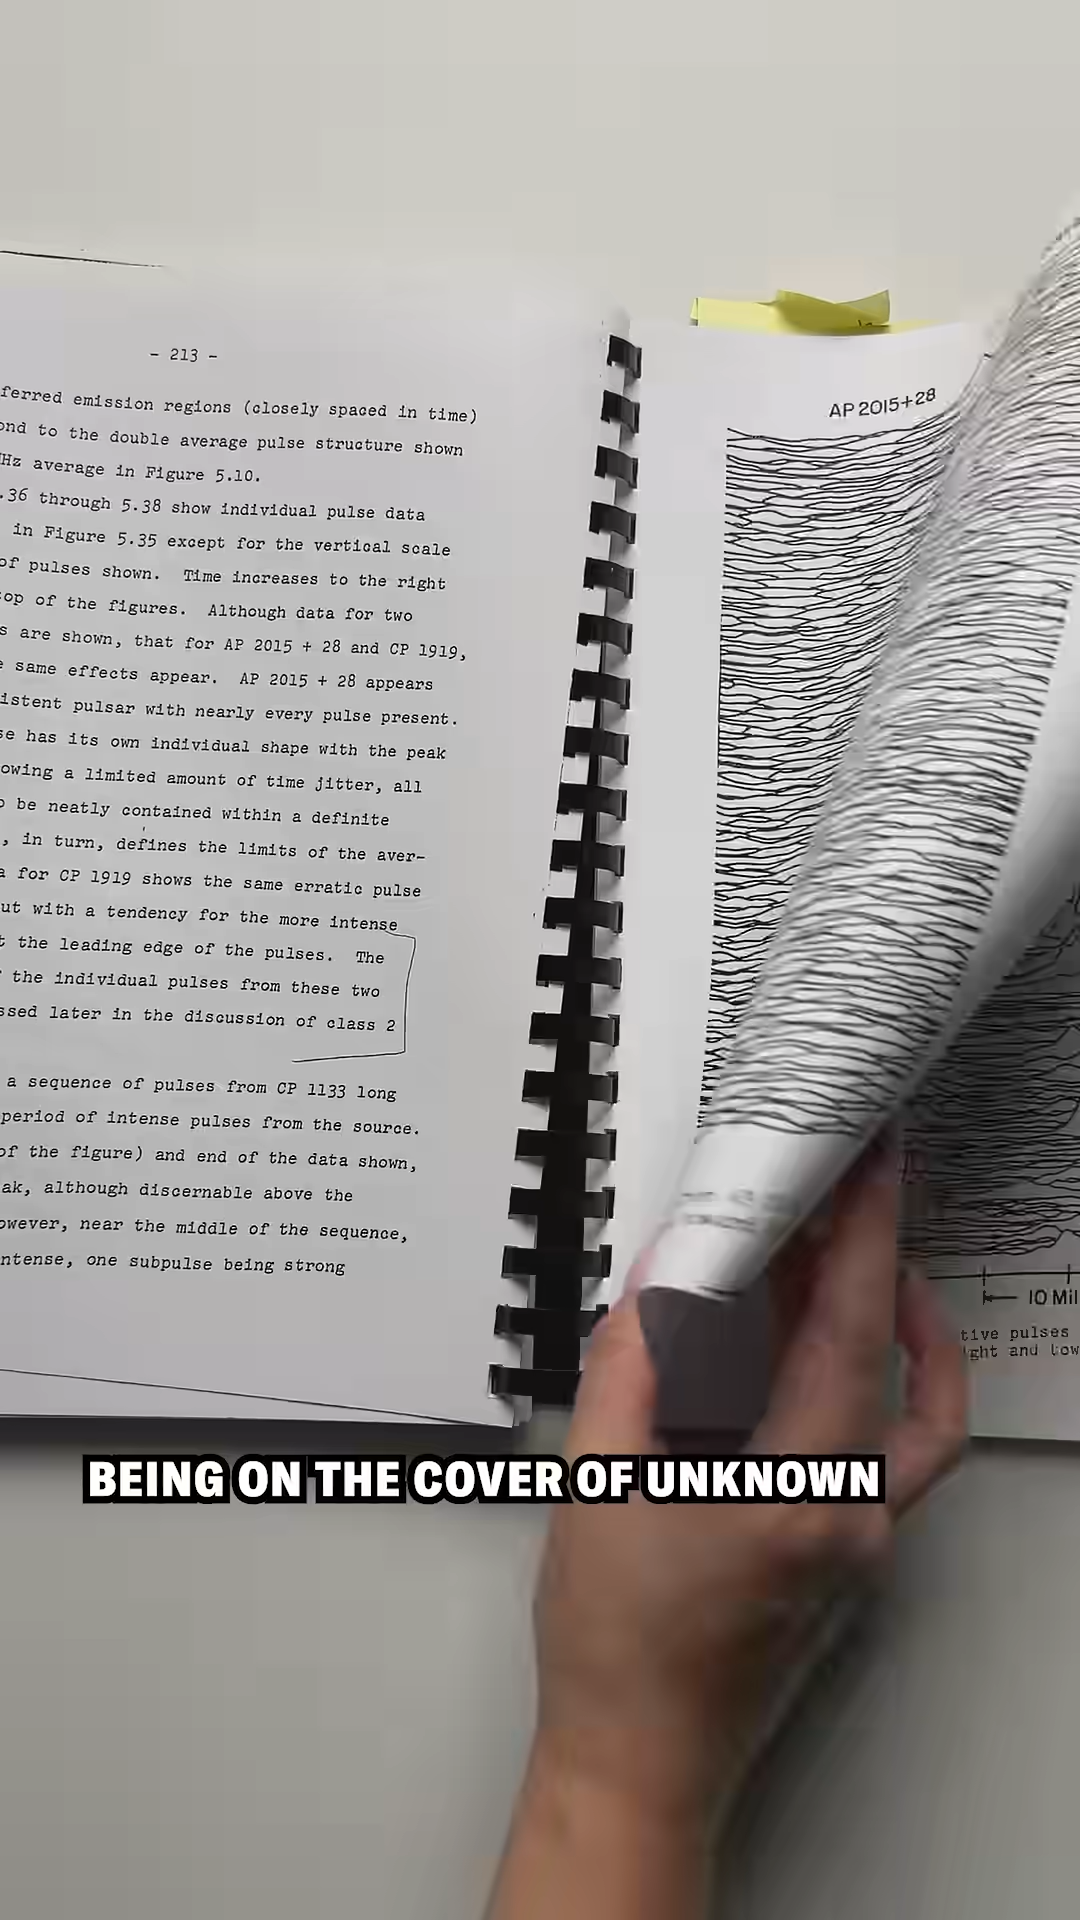 - 213 -
ferred emission regions (closely spaced in time)
ond to the double average pulse structure shown
Hz average in Figure 5.10.
.36 through 5.38 show individual pulse data
in Figure 5.35 except for the vertical scale
of pulses shown. Time increases to the right
op of the figures. Although data for two
s are shown, that for AP 2015 + 28 and CP 1919,
e same effects appear. AP 2015 + 28 appears
istent pulsar with nearly every pulse present.
se has its own individual shape with the peak
owing a limited amount of time jitter, all
o be neatly contained within a definite
, in turn, defines the limits of the aver-
a for CP 1919 shows the same erratic pulse
ut with a tendency for the more intense
t the leading edge of the pulses. The
the individual pulses from these two
ssed later in the discussion of class 2
a sequence of pulses from CP 1133 long
period of intense pulses from the source.
of the figure) and end of the data shown,
ak, although discernable above the
owever, near the middle of the sequence,
ntense, one subpulse being strong
AP 2015+28
10 Mil
tive pulses
ght and Low
BEING ON THE COVER OF UNKNOWN